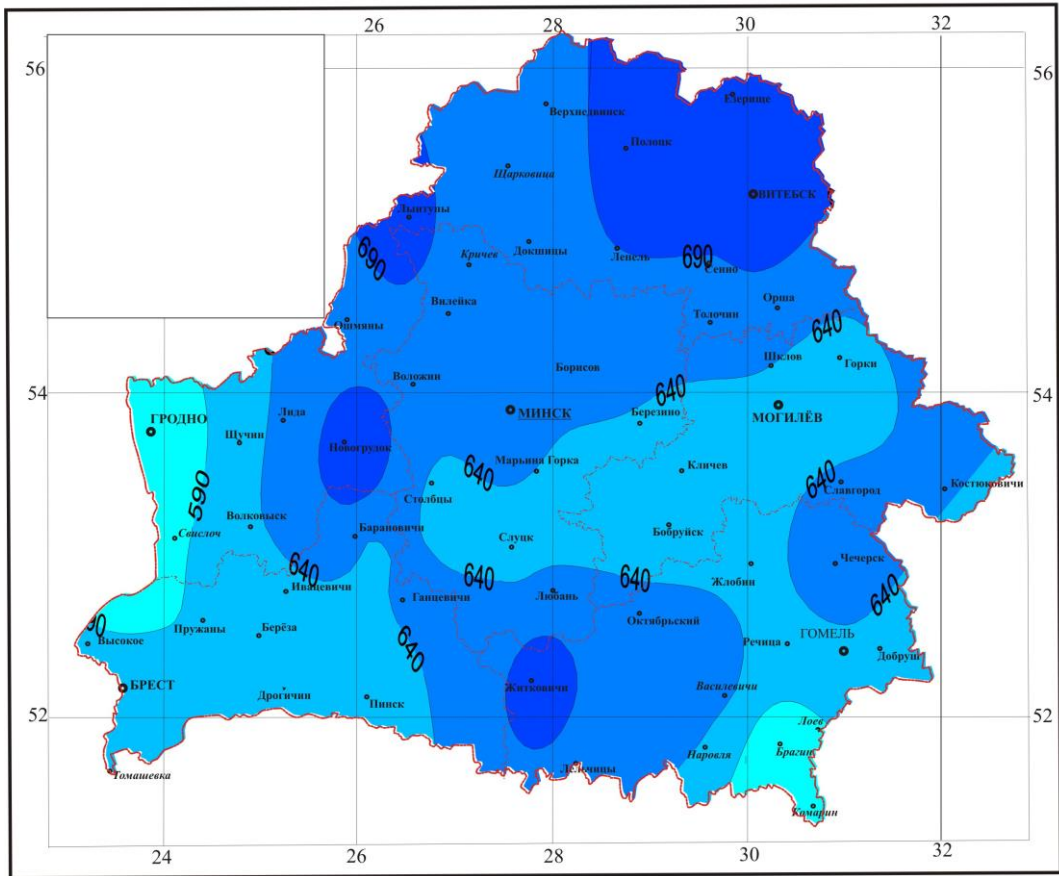 26
28
30
32
56
56
Езерище
Верхнедвинск
Полоцк
Шарковщина
ВИТЕБСК
Лынтупы
Докшицы
Лепель
690
Кричев
690
Сенно
Вилейка
Орша
Ошмяны
Толочин
640
Шклов
Горки
Борисов
Воложин
54
54
640
ГРОДНО
Лида
МИНСК
Березино
МОГИЛЁВ
Щучин
Новогрудок
Марьина Горка
Кличев
640
640
Столбцы
Славгород
Костюковичи
590
Волковыск
Барановичи
Бобруйск
Свислоч
Слуцк
Чечерск
640
640
640
Жлобин
640
Ивацевичи
Ганцевичи
Любань
Октябрьский
90
Пружаны
Берёза
Высокое
640
Речица
ГОМЕЛЬ
Добруш
БРЕСТ
Дрогичин
Пинск
Житковичи
Василевичи
52
52
Лоев
Наровля
Брагин
Томашевка
Лельчицы
Комарин
24
26
28
30
32